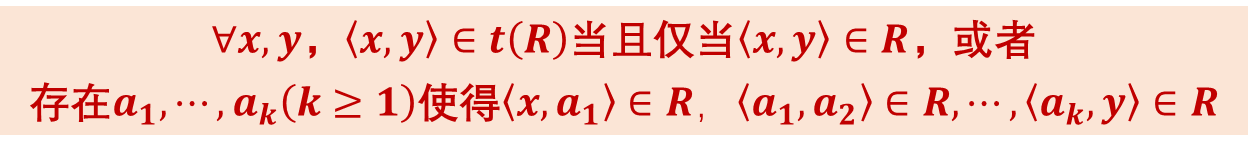 ∀x, y，⟨x, y⟩ ∈ t(R)当且仅当⟨x, y⟩ ∈ R，或者
存在a₁, ⋯ , aₖ(k ≥ 1)使得⟨x, a₁⟩ ∈ R，⟨a₁, a₂⟩ ∈ R, ⋯ , ⟨aₖ, y⟩ ∈ R